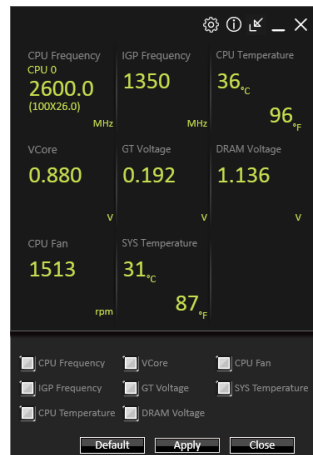 CPU Frequency IGP Frequency CPU Temperature
CPU 0
2600.0 1350 36 °C
(100X26.0)
MHz MHz 96 °F
VCore GT Voltage DRAM Voltage
0.880 0.192 1.136
V V V
CPU Fan SYS Temperature
1513 31 °C
rpm 87 °F
CPU Frequency VCore CPU Fan
IGP Frequency GT Voltage SYS Temperature
CPU Temperature DRAM Voltage
Default Apply Close